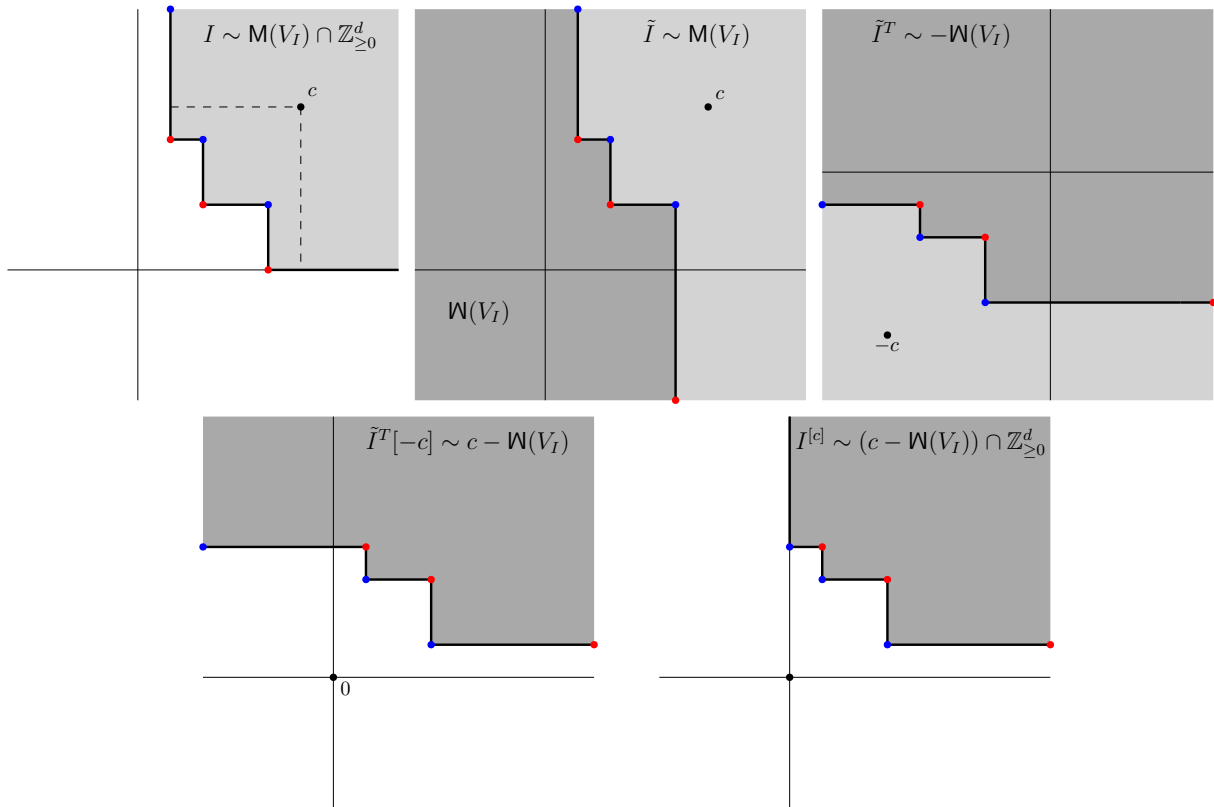 I ∼ M(V_I) ∩ ℤ^d_{≥0}
c
Ĩ ∼ M(V_I)
c
ꟽ(V_I)
Ĩ^T ∼ −ꟽ(V_I)
−c
Ĩ^T[−c] ∼ c − ꟽ(V_I)
0
I^{[c]} ∼ (c − ꟽ(V_I)) ∩ ℤ^d_{≥0}